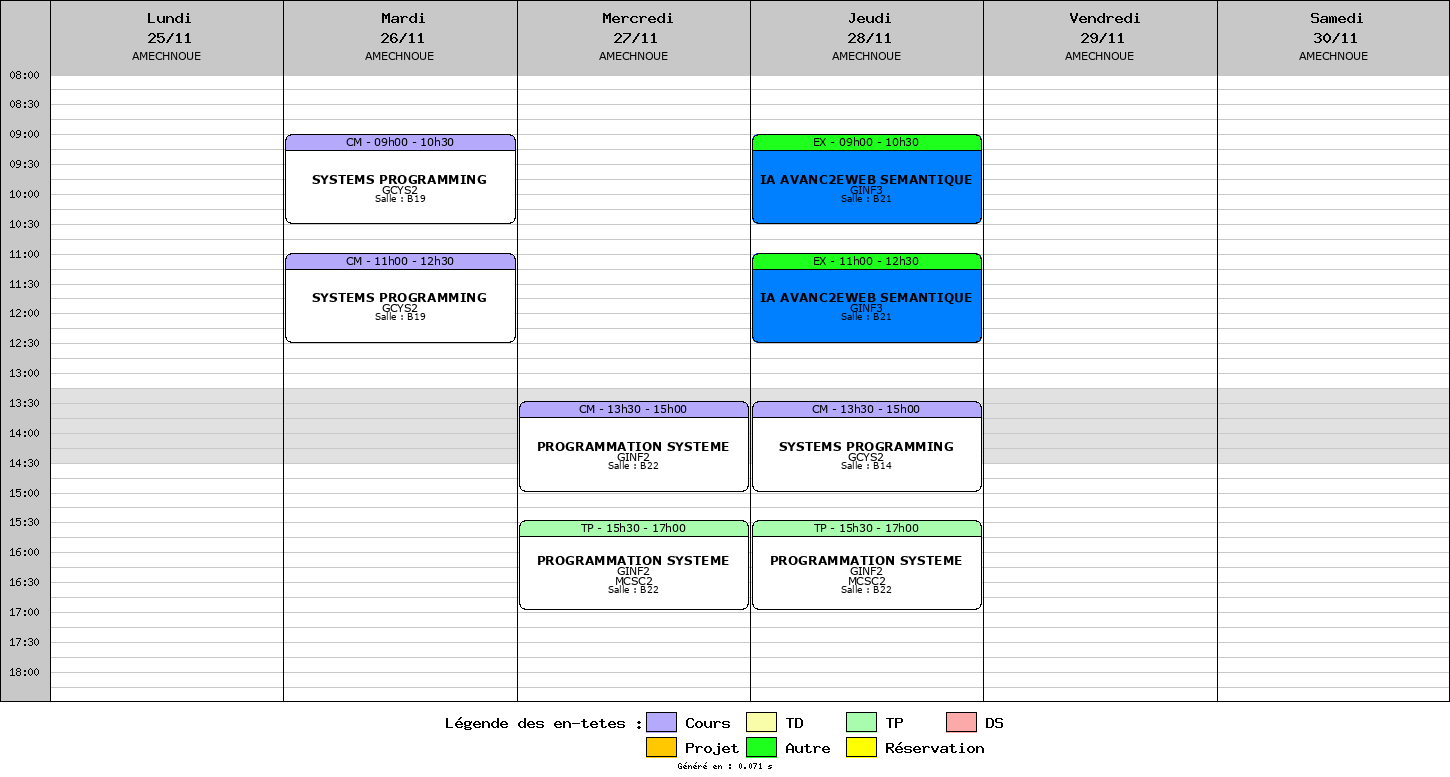 Lundi
25/11
AMECHNOUE
Mardi
26/11
AMECHNOUE
Mercredi
27/11
AMECHNOUE
Jeudi
28/11
AMECHNOUE
Vendredi
29/11
AMECHNOUE
Samedi
30/11
AMECHNOUE
08:00
08:30
09:00
09:30
10:00
10:30
11:00
11:30
12:00
12:30
13:00
13:30
14:00
14:30
15:00
15:30
16:00
16:30
17:00
17:30
18:00
CM - 09h00 - 10h30
SYSTEMS PROGRAMMING
GCYS2
Salle : B19
CM - 11h00 - 12h30
SYSTEMS PROGRAMMING
GCYS2
Salle : B19
CM - 13h30 - 15h00
PROGRAMMATION SYSTEME
GINF2
Salle : B22
TP - 15h30 - 17h00
PROGRAMMATION SYSTEME
GINF2
MCSC2
Salle : B22
EX - 09h00 - 10h30
IA AVANC2EWEB SEMANTIQUE
GINF3
Salle : B21
EX - 11h00 - 12h30
IA AVANC2EWEB SEMANTIQUE
GINF3
Salle : B21
CM - 13h30 - 15h00
SYSTEMS PROGRAMMING
GCYS2
Salle : B14
TP - 15h30 - 17h00
PROGRAMMATION SYSTEME
GINF2
MCSC2
Salle : B22
Légende des en-tetes : Cours TD TP DS
Projet Autre Réservation
Généré en : 0.071 s